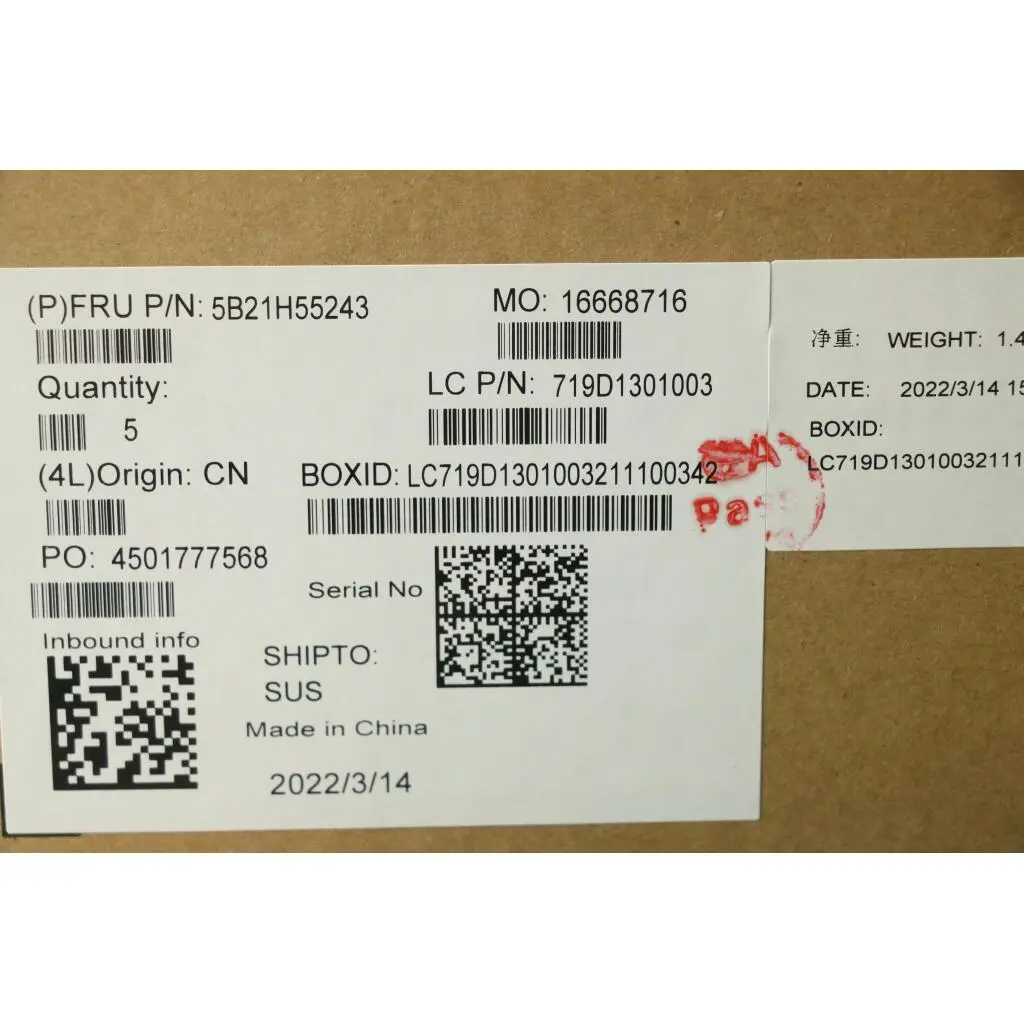 (P)FRU P/N: 5B21H55243
MO: 16668716
Quantity:
5
LC P/N: 719D1301003
(4L)Origin: CN
BOXID: LC719D1301003211100342
PO: 4501777568
Serial No
Inbound info
SHIPTO:
SUS
Made in China
2022/3/14
净重: WEIGHT: 1.4
DATE: 2022/3/14 15
BOXID:
LC719D13010032111
Pass